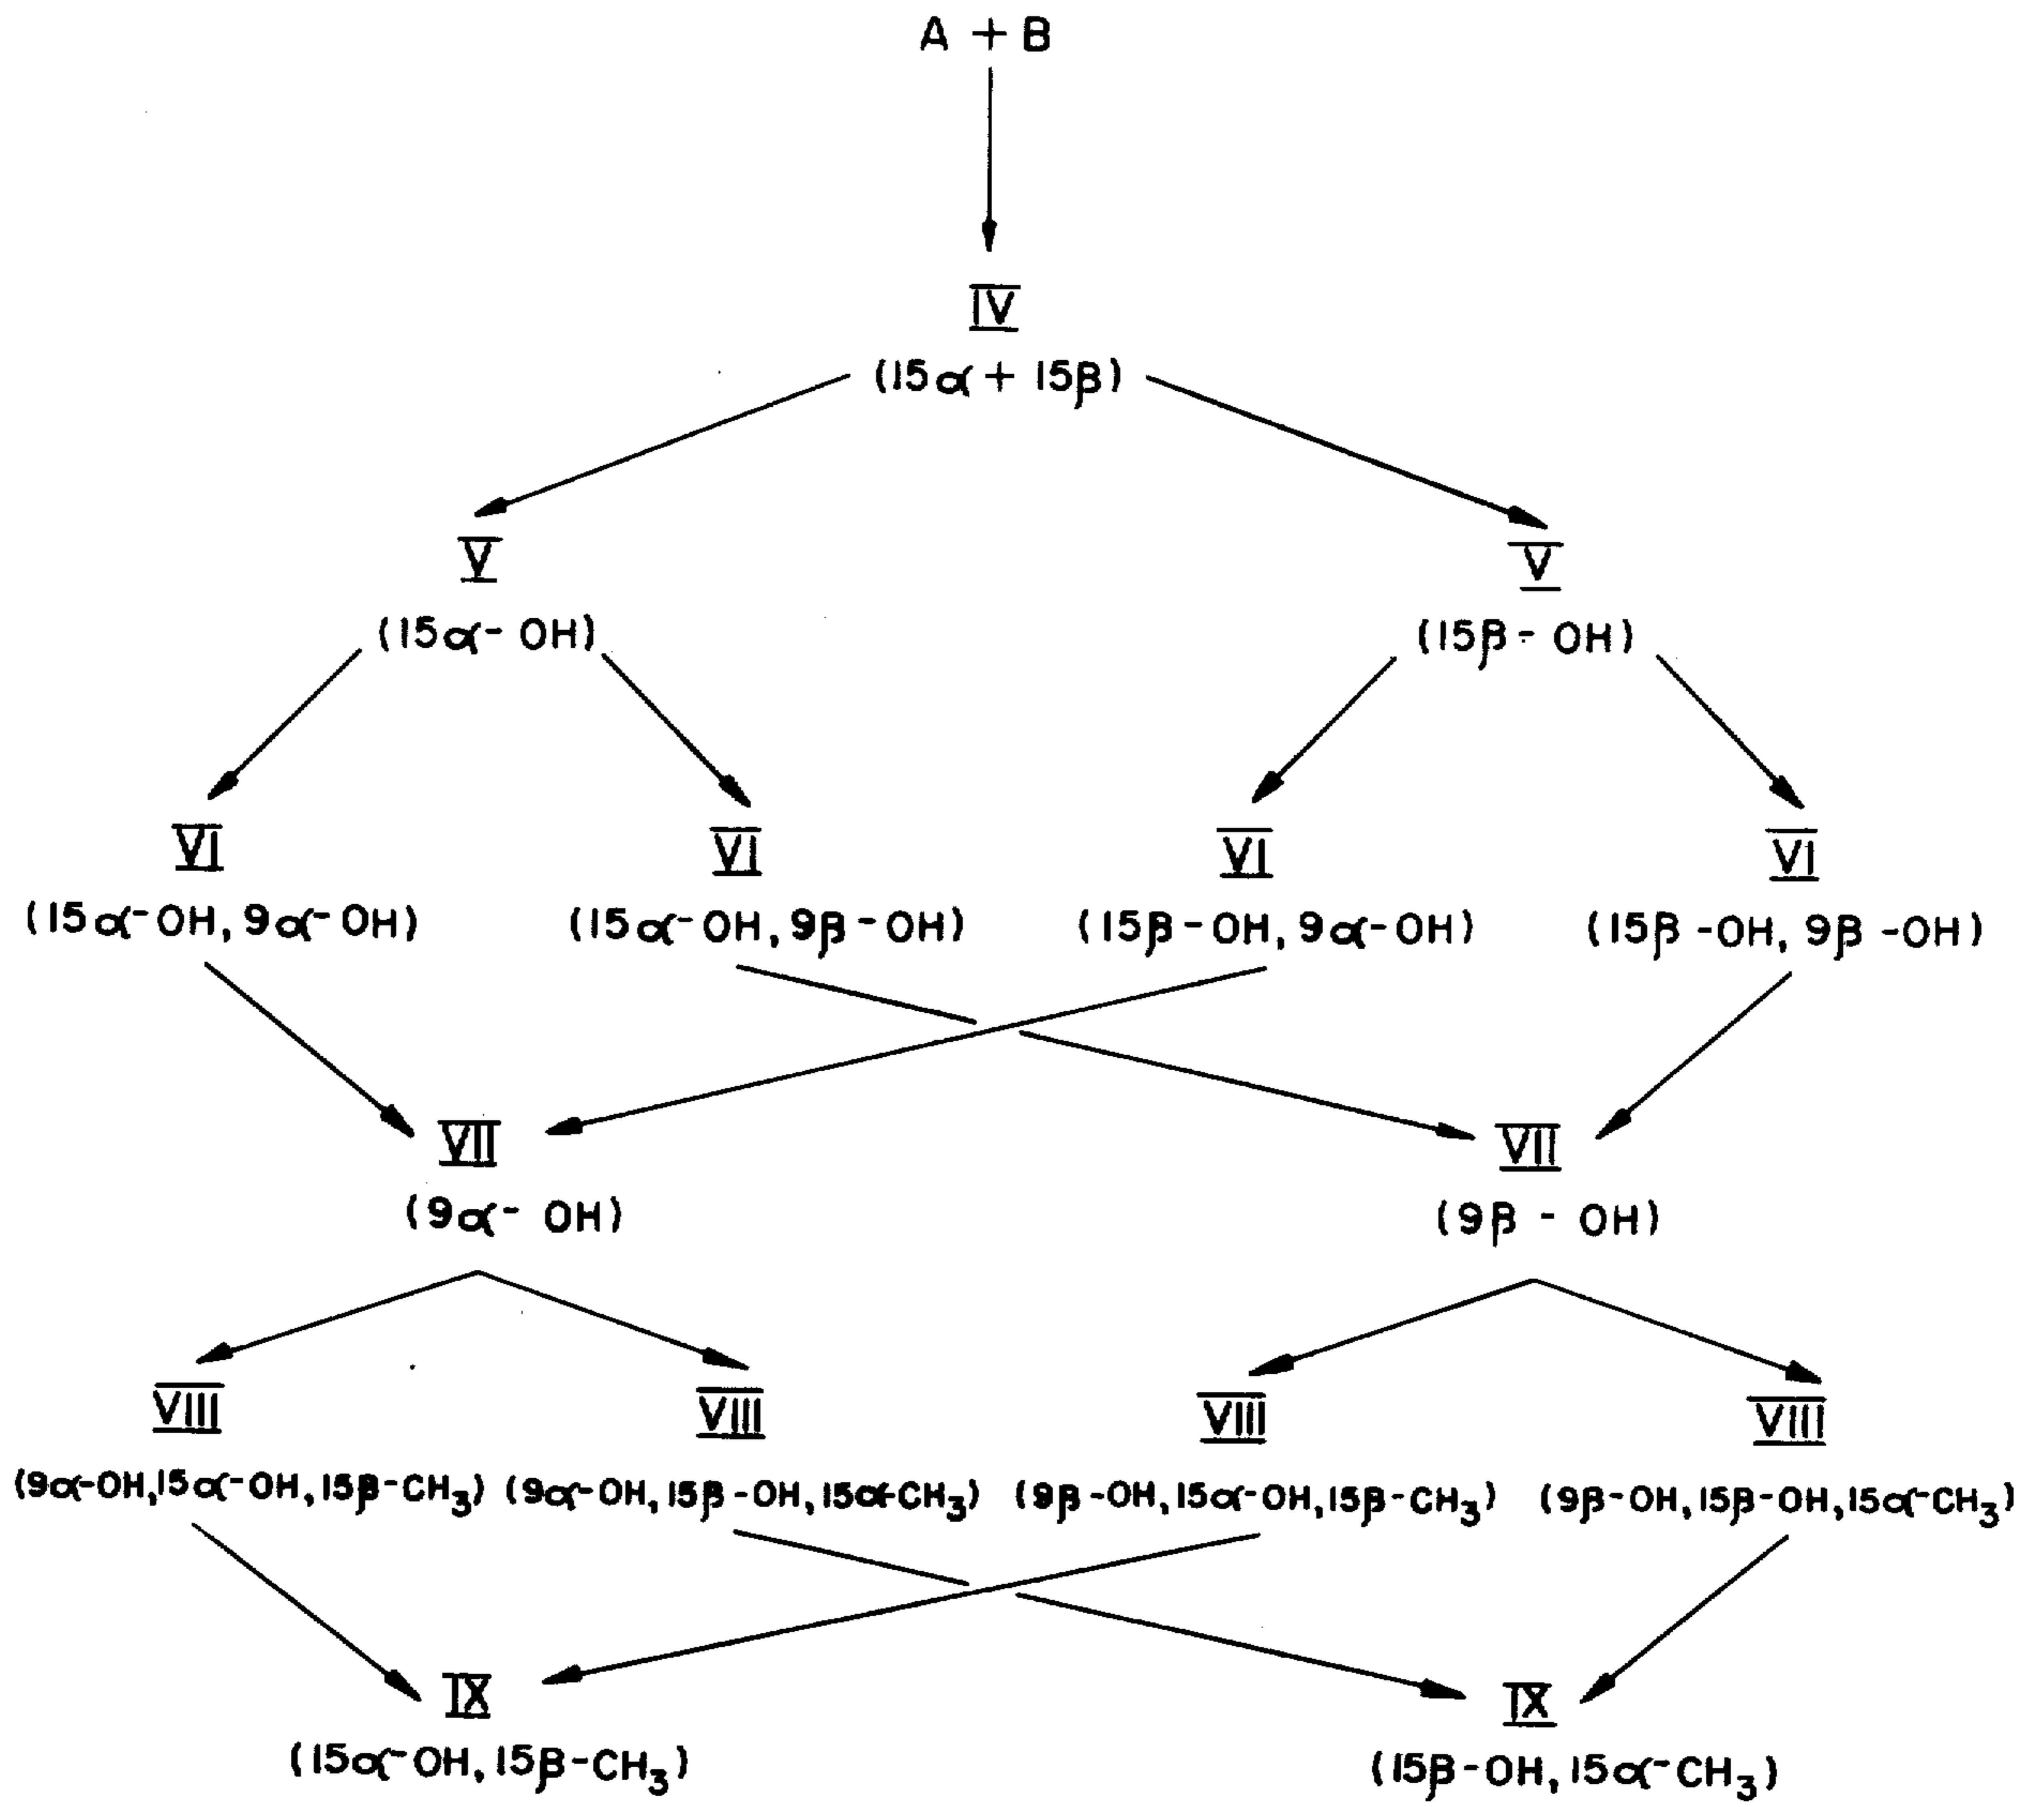 A + B
IV
(15α + 15β)
V V
(15α - OH) (15β - OH)
VI VI VI VI
(15α-OH, 9α-OH) (15α-OH, 9β-OH) (15β-OH, 9α-OH) (15β-OH, 9β-OH)
VII VII
(9α- OH) (9β - OH)
VIII VIII VIII VIII
(9α-OH,15α-OH,15β-CH3) (9α-OH,15β-OH,15α-CH3) (9β-OH,15α-OH,15β-CH3) (9β-OH,15β-OH,15α-CH3)
IX IX
(15α-OH, 15β-CH3) (15β-OH, 15α-CH3)